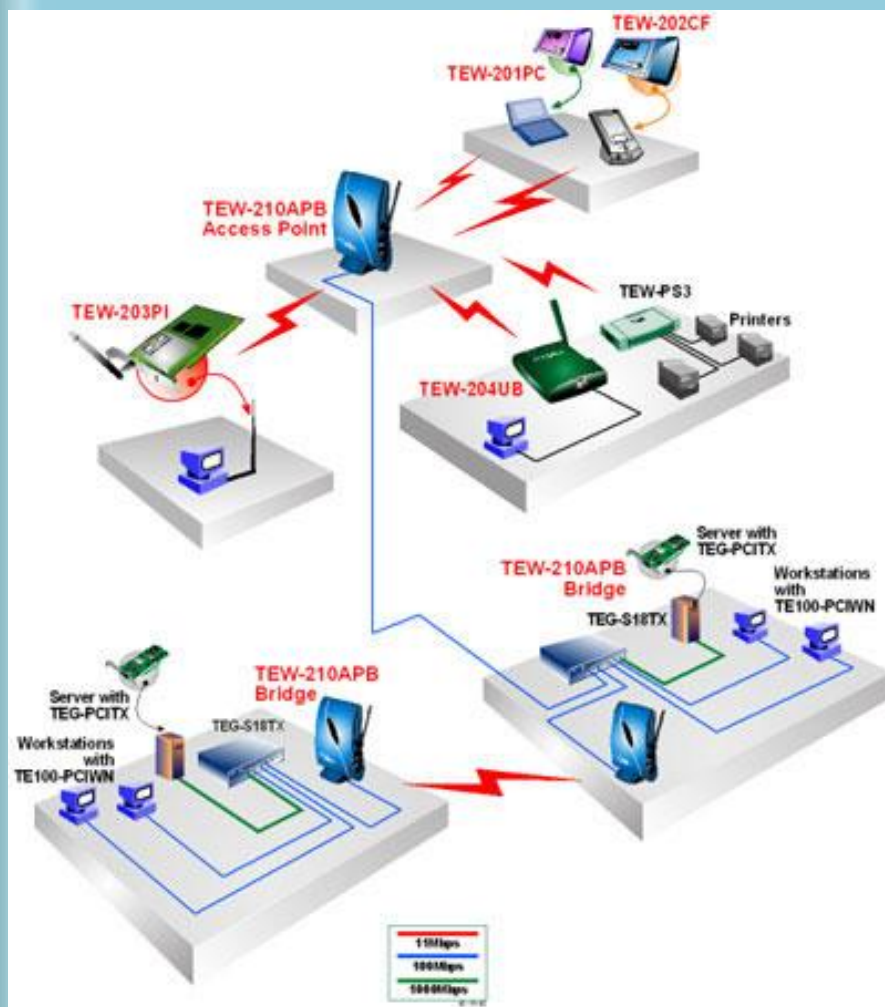 TEW-202CF
TEW-201PC
TEW-210APB
Access Point
TEW-PS3
Printers
TEW-203PI
TEW-204UB
Server with
TEG-PCITX
TEW-210APB
Bridge
Workstations
with
TE100-PCIWN
TEG-S18TX
TEW-210APB
Bridge
Server with
TEG-PCITX
TEG-S18TX
Workstations
with
TE100-PCIWN
11Mbps
100Mbps
1000Mbps